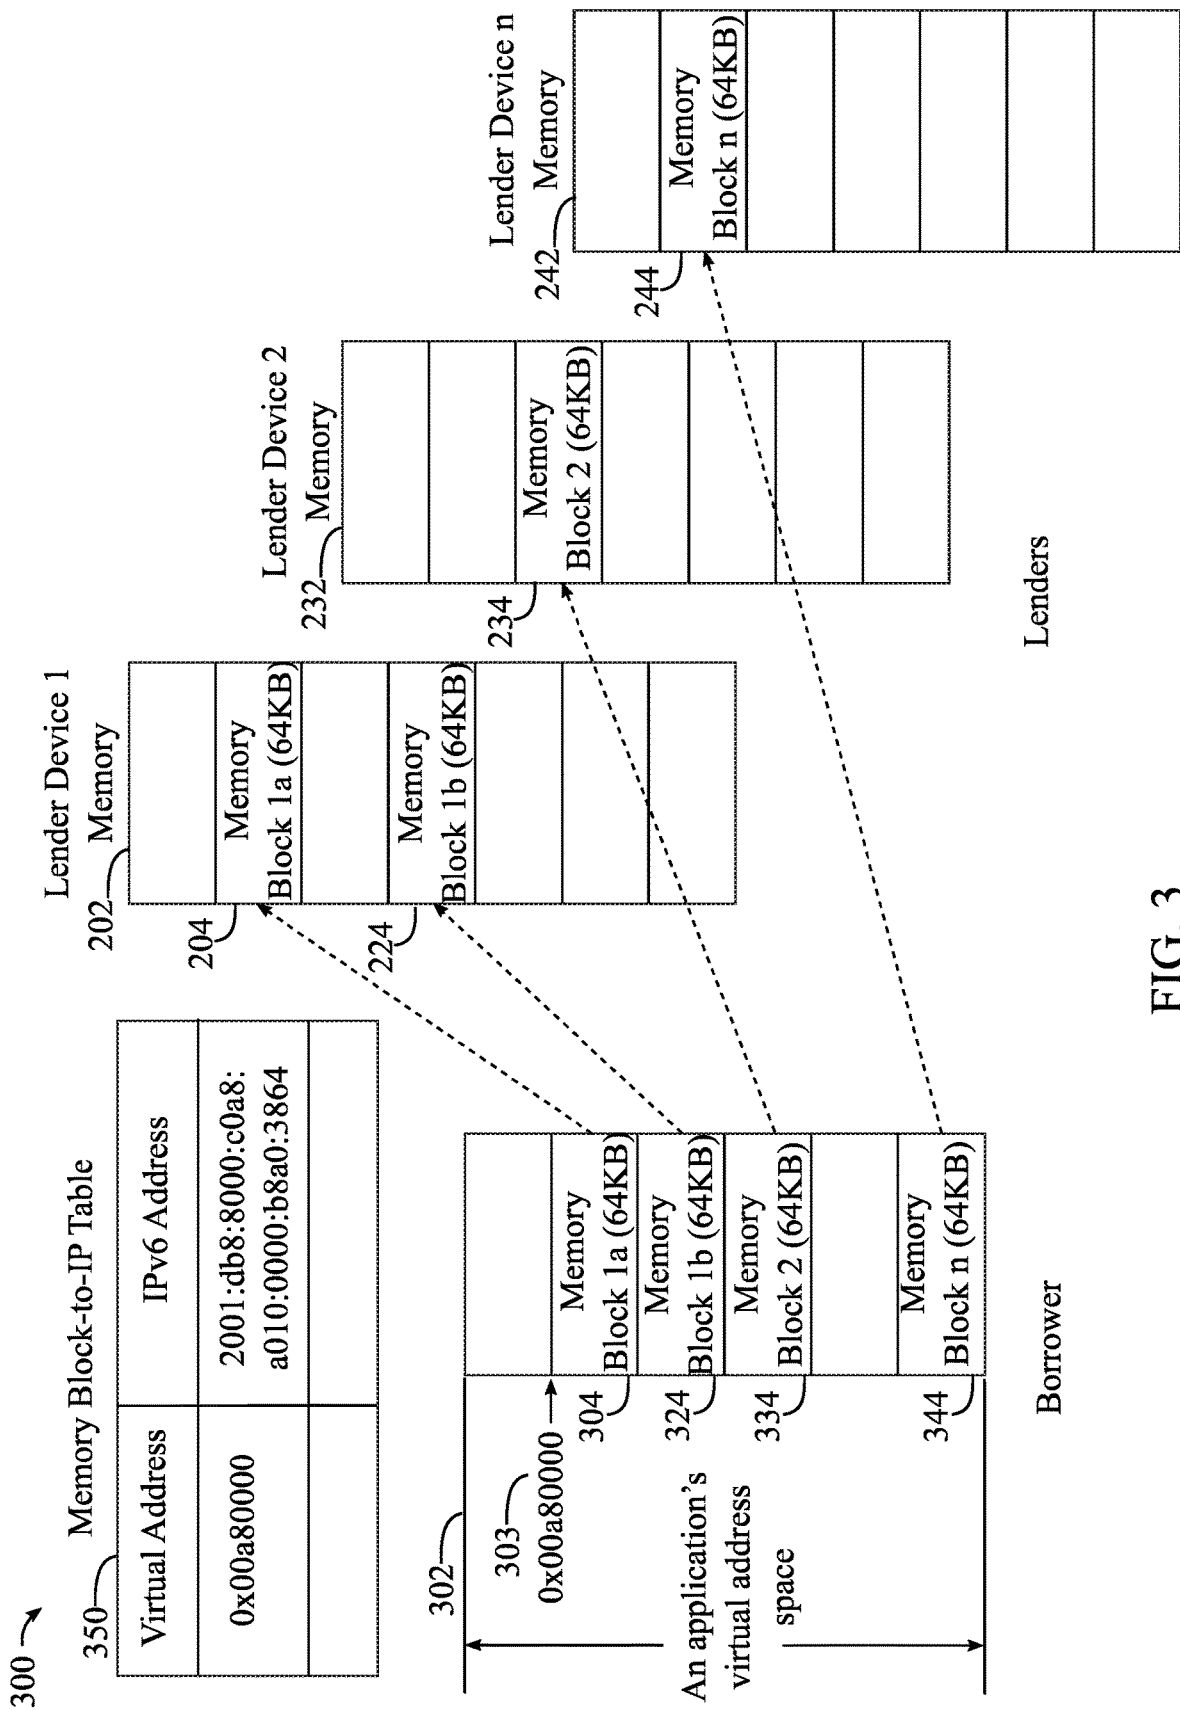 300
Memory Block-to-IP Table
350
Virtual Address
IPv6 Address
0x00a80000
2001:db8:8000:c0a8:
a010:0000:b8a0:3864
302
303
0x00a80000
An application's
virtual address
space
304
Memory
Block 1a (64KB)
324
Memory
Block 1b (64KB)
334
Memory
Block 2 (64KB)
344
Memory
Block n (64KB)
Borrower
Lender Device 1
Memory
202
204
Memory
Block 1a (64KB)
224
Memory
Block 1b (64KB)
Lender Device 2
Memory
232
234
Memory
Block 2 (64KB)
Lender Device n
Memory
242
244
Memory
Block n (64KB)
Lenders
FIG. 3